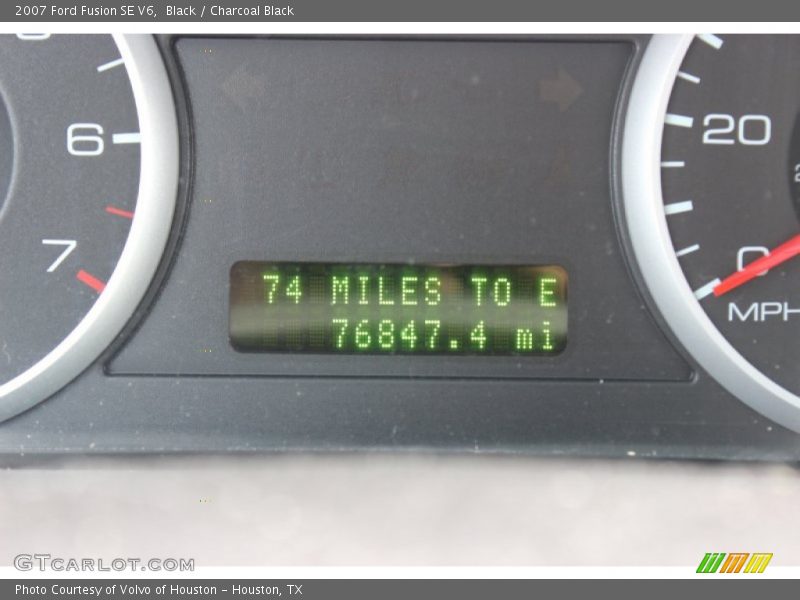 2007 Ford Fusion SE V6,  Black / Charcoal Black
6
7
20
0
MPH
74 MILES TO E
76847.4 mi
GTCARLOT.COM
Photo Courtesy of Volvo of Houston - Houston, TX